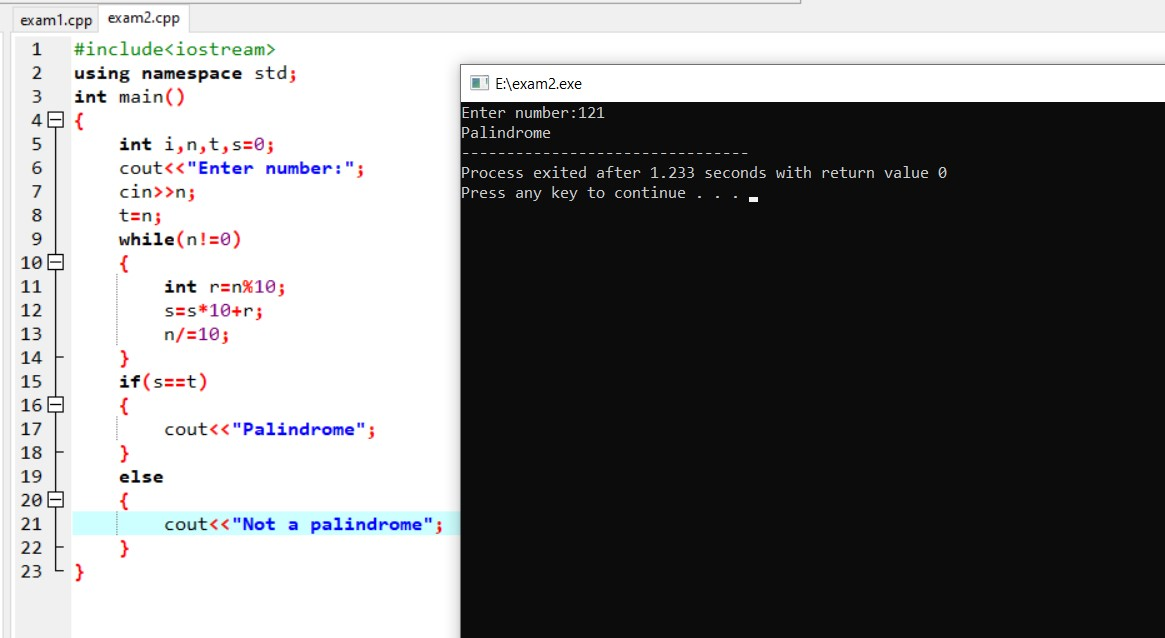 exam1.cpp exam2.cpp
1 #include<iostream>
2 using namespace std;
3 int main()
4 {
5 int i,n,t,s=0;
6 cout<<"Enter number:";
7 cin>>n;
8 t=n;
9 while(n!=0)
10 {
11 int r=n%10;
12 s=s*10+r;
13 n/=10;
14 }
15 if(s==t)
16 {
17 cout<<"Palindrome";
18 }
19 else
20 {
21 cout<<"Not a palindrome";
22 }
23 }
E:\exam2.exe
Enter number:121
Palindrome
--------------------------------
Process exited after 1.233 seconds with return value 0
Press any key to continue . . .